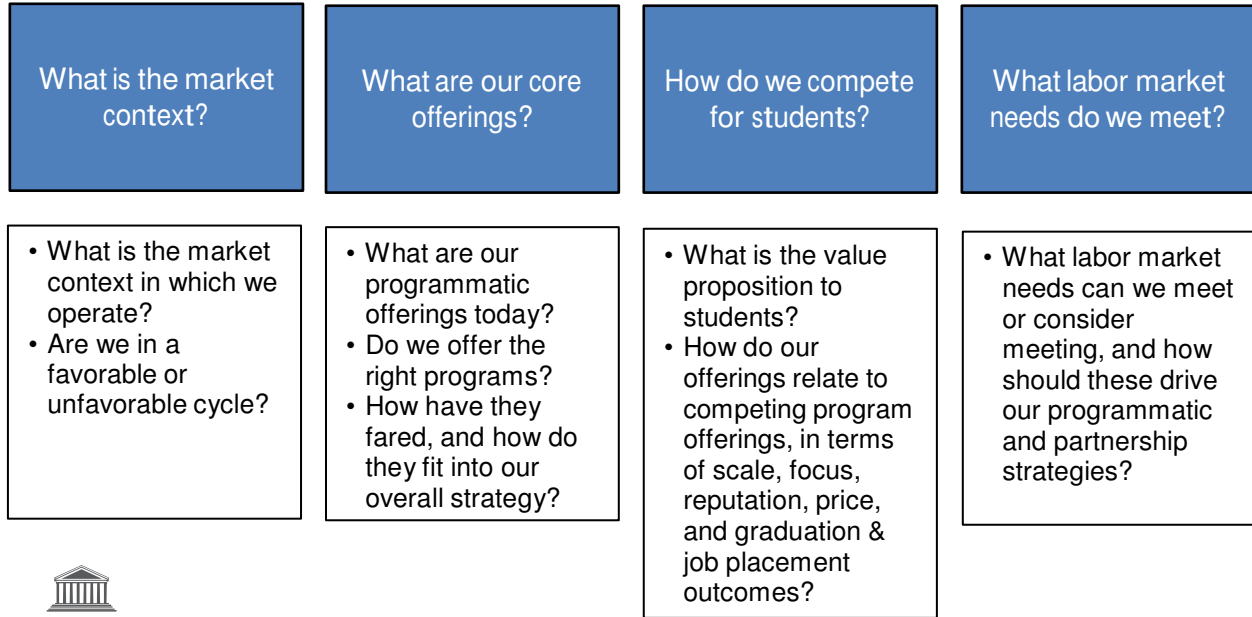 What is the market
context?
What are our core
offerings?
How do we compete
for students?
What labor market
needs do we meet?
• What is the market
context in which we
operate?
• Are we in a
favorable or
unfavorable cycle?
• What are our
programmatic
offerings today?
• Do we offer the
right programs?
• How have they
fared, and how do
they fit into our
overall strategy?
• What is the value
proposition to
students?
• How do our
offerings relate to
competing program
offerings, in terms
of scale, focus,
reputation, price,
and graduation &
job placement
outcomes?
• What labor market
needs can we meet
or consider
meeting, and how
should these drive
our programmatic
and partnership
strategies?